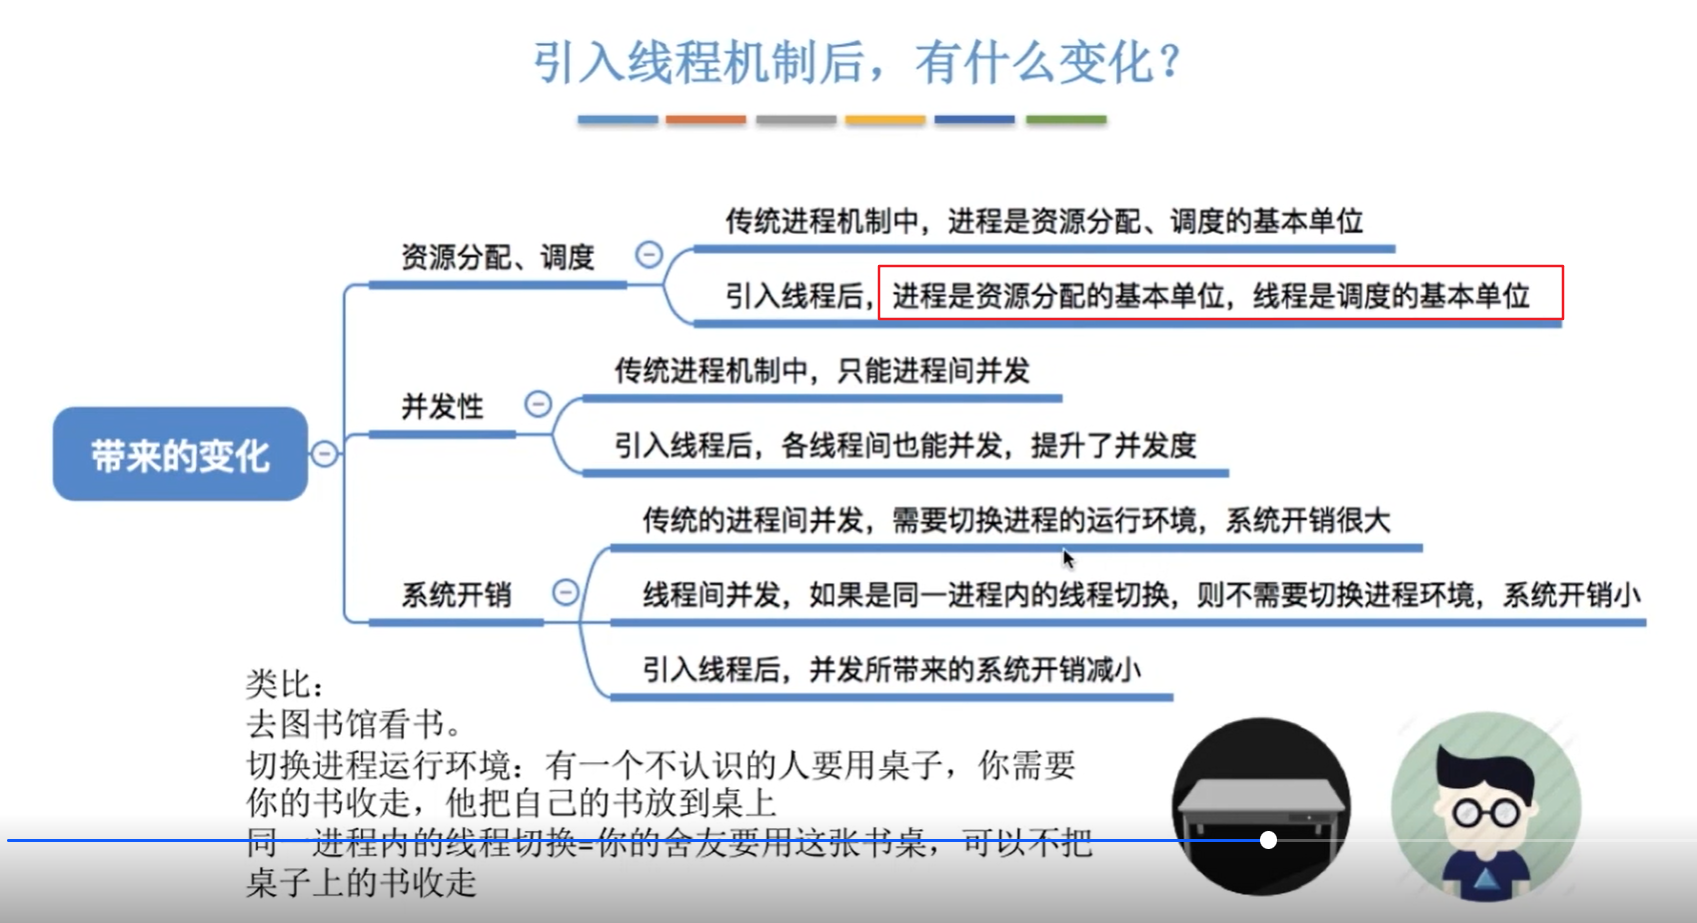 引入线程机制后，有什么变化？
带来的变化
资源分配、调度
传统进程机制中，进程是资源分配、调度的基本单位
引入线程后，进程是资源分配的基本单位，线程是调度的基本单位
并发性
传统进程机制中，只能进程间并发
引入线程后，各线程间也能并发，提升了并发度
系统开销
传统的进程间并发，需要切换进程的运行环境，系统开销很大
线程间并发，如果是同一进程内的线程切换，则不需要切换进程环境，系统开销小
引入线程后，并发所带来的系统开销减小
类比：
去图书馆看书。
切换进程运行环境：有一个不认识的人要用桌子，你需要
你的书收走，他把自己的书放到桌上
同一进程内的线程切换=你的舍友要用这张书桌，可以不把
桌子上的书收走